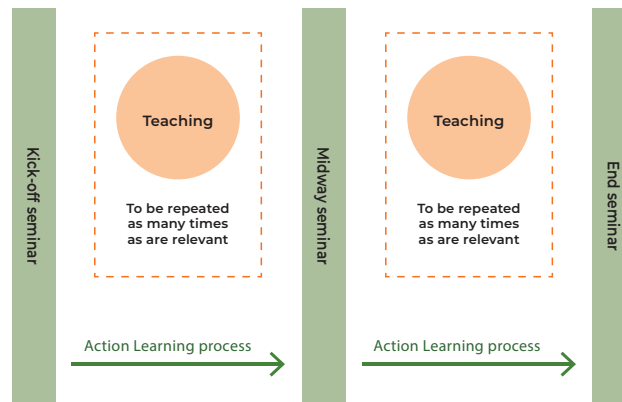 Kick-off seminar
Teaching
To be repeated
as many times
as are relevant
Action Learning process
Midway seminar
Teaching
To be repeated
as many times
as are relevant
Action Learning process
End seminar